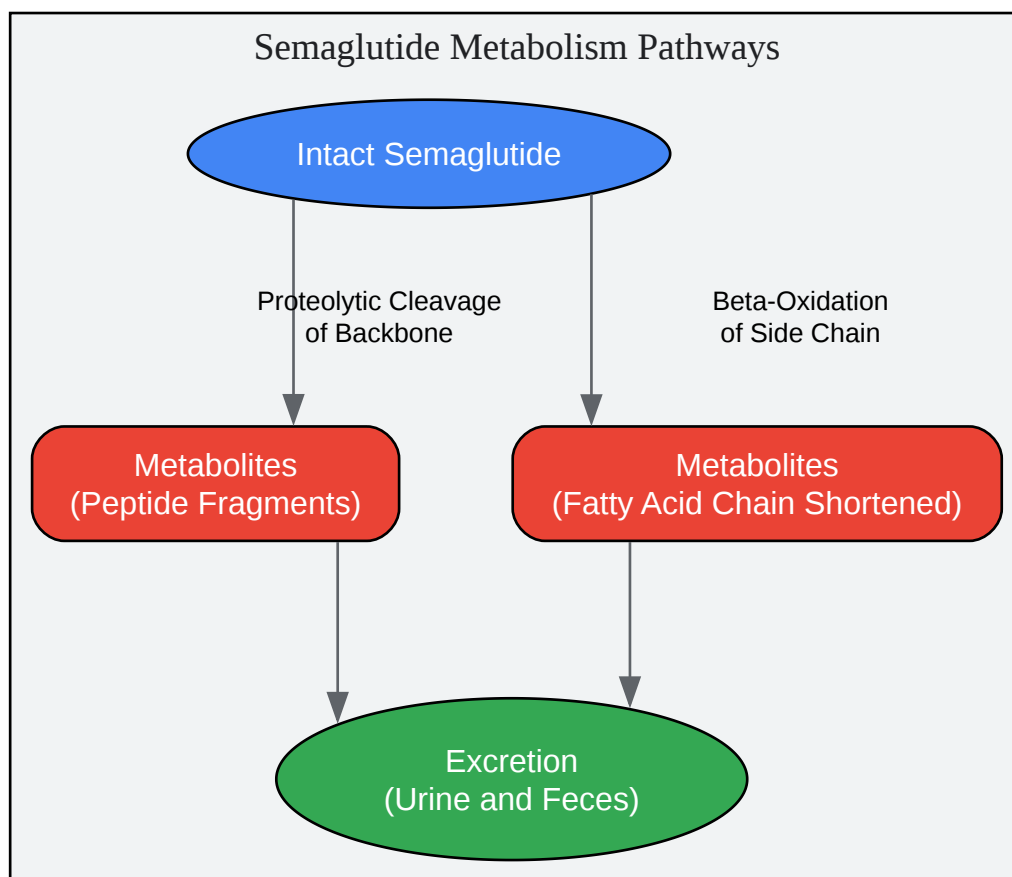 Semaglutide Metabolism Pathways
Intact Semaglutide
Proteolytic Cleavage
of Backbone
Beta-Oxidation
of Side Chain
Metabolites
(Peptide Fragments)
Metabolites
(Fatty Acid Chain Shortened)
Excretion
(Urine and Feces)